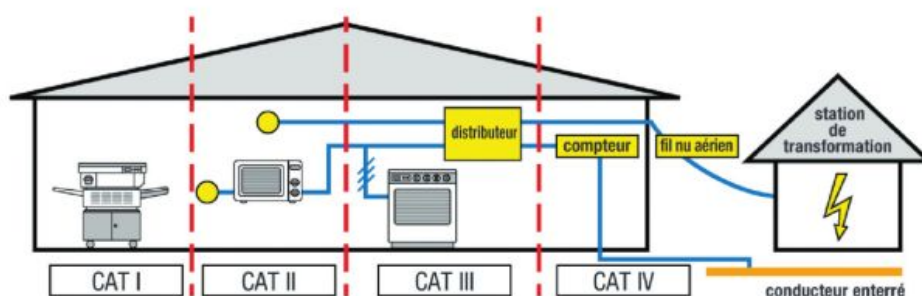 distributeur
compteur
fil nu aérien
station
de
transformation
CAT I
CAT II
CAT III
CAT IV
conducteur enterré